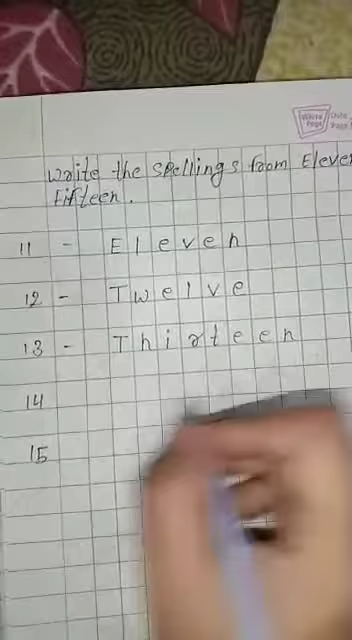 Write the spellings from Eleven
Fifteen.
11 - Eleven
12 - Twelve
13 - Thirteen
14
15